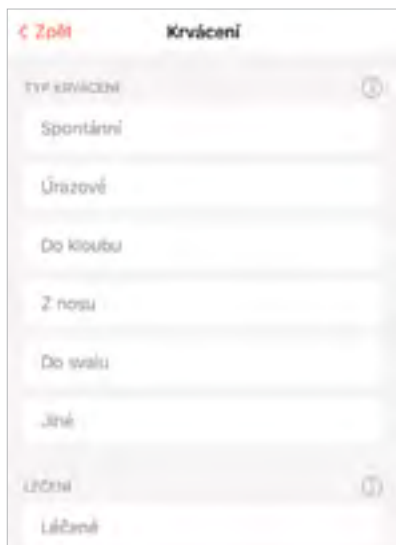 < Zpět Krvácení
TYP KRVÁCENÍ
Spontánní
Úrazové
Do kloubu
Z nosu
Do svalu
Jiné
LÉČENÍ
Léčené